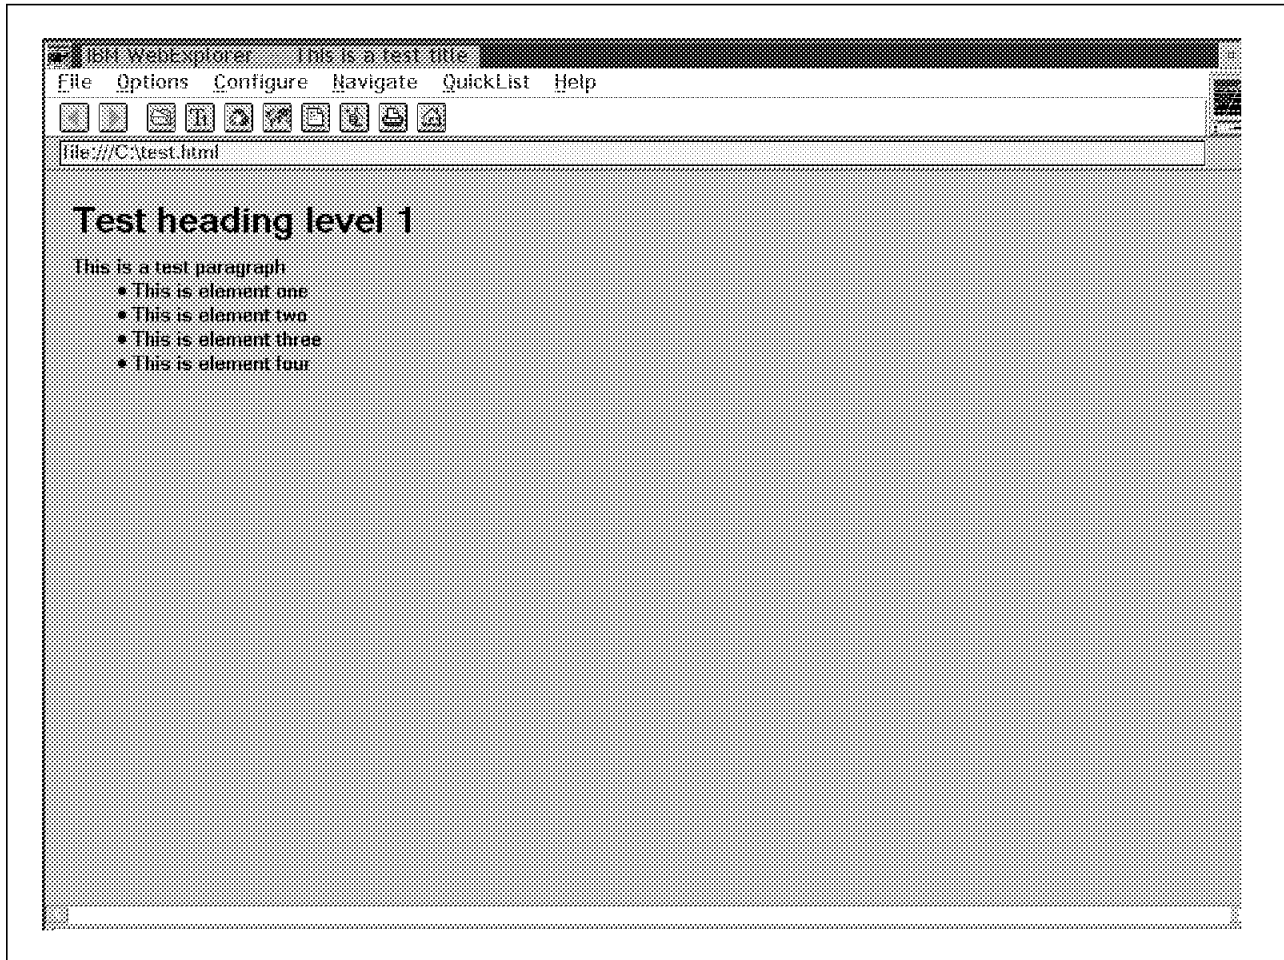 IBM WebExplorer This is a test title
File Options Configure Navigate QuickList Help
file:///C:\test.html
Test heading level 1
This is a test paragraph
• This is element one
• This is element two
• This is element three
• This is element four